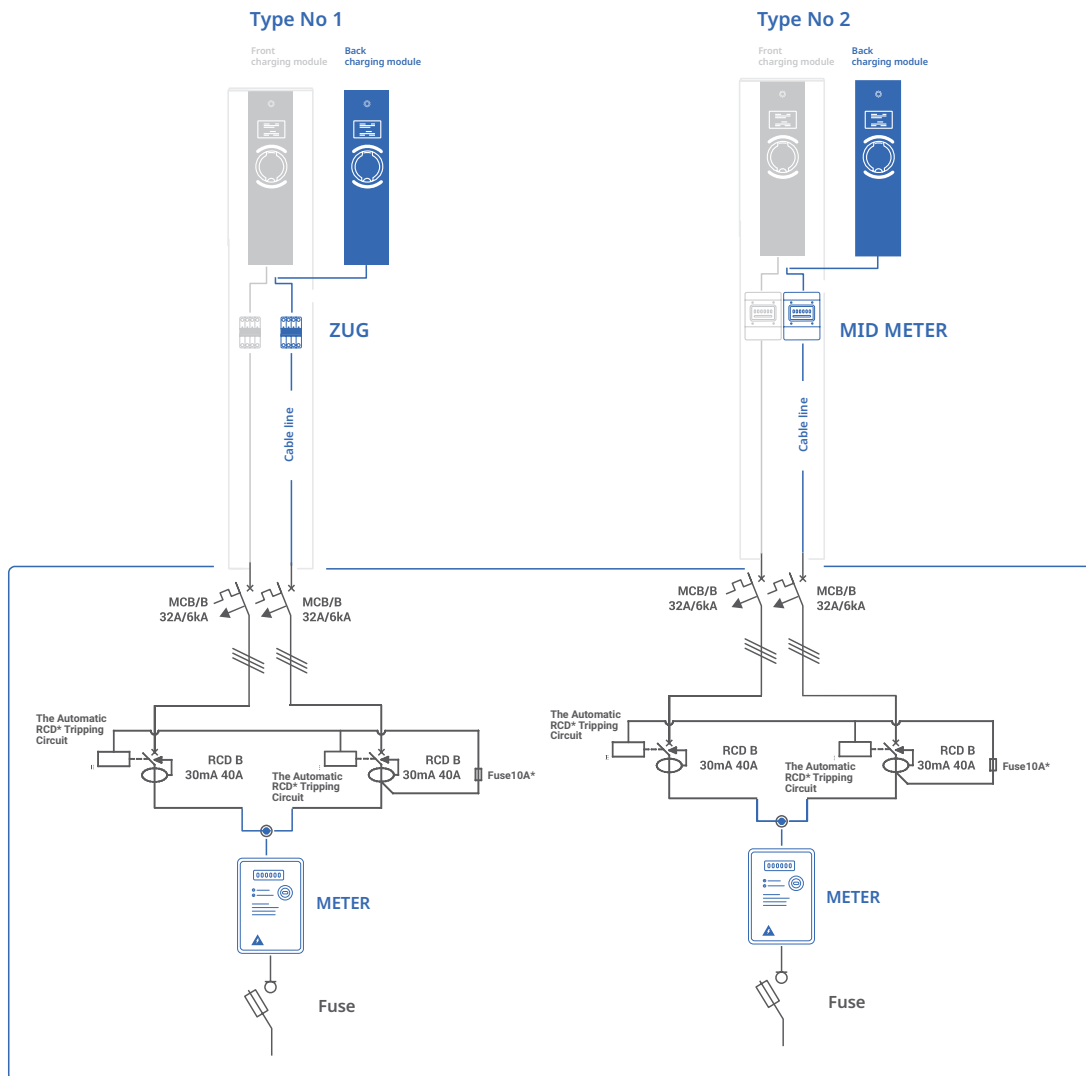 Type No 1
Front
charging module
Back
charging module
ZUG
Cable line
MCB/B
32A/6kA
MCB/B
32A/6kA
The Automatic
RCD* Tripping
Circuit
RCD B
30mA 40A
The Automatic
RCD* Tripping
Circuit
RCD B
30mA 40A
Fuse10A*
000000
METER
Fuse
Type No 2
Front
charging module
Back
charging module
MID METER
Cable line
MCB/B
32A/6kA
MCB/B
32A/6kA
The Automatic
RCD* Tripping
Circuit
RCD B
30mA 40A
The Automatic
RCD* Tripping
Circuit
RCD B
30mA 40A
Fuse10A*
000000
METER
Fuse